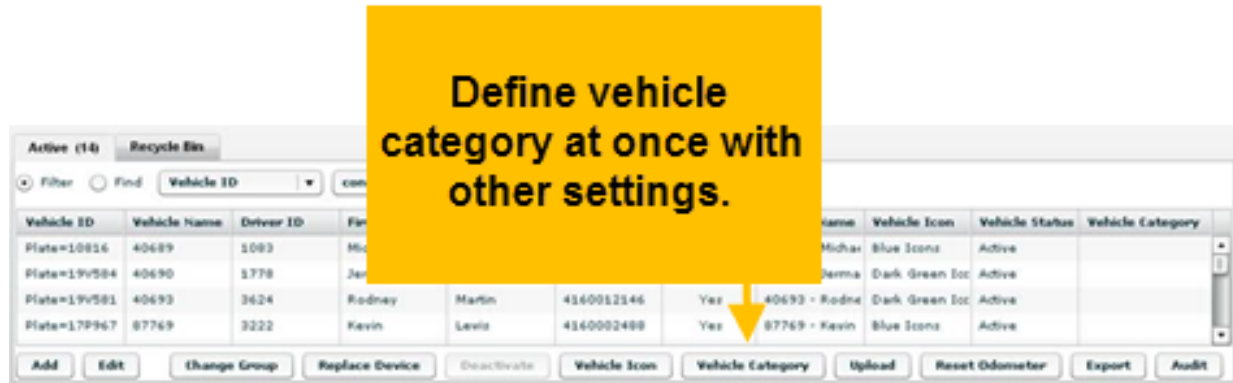 Define vehicle
category at once with
other settings.
Active (14) Recycle Bin
Filter Find Vehicle ID
Vehicle ID Vehicle Name Driver ID Vehicle Icon Vehicle Status Vehicle Category
Plate=10816 40689 1083 Blue Icons Active
Plate=19V584 40690 1778 Dark Green Active
Plate=19V581 40693 3624 Rodney Martin 4160012146 Yes 40693 - Rodne Dark Green Active
Plate=17P967 87769 3222 Kevin Lewis 4160002488 Yes 87769 - Kevin Blue Icons Active
Add Edit Change Group Replace Device Deactivate Vehicle Icon Vehicle Category Upload Reset Odometer Export Audit